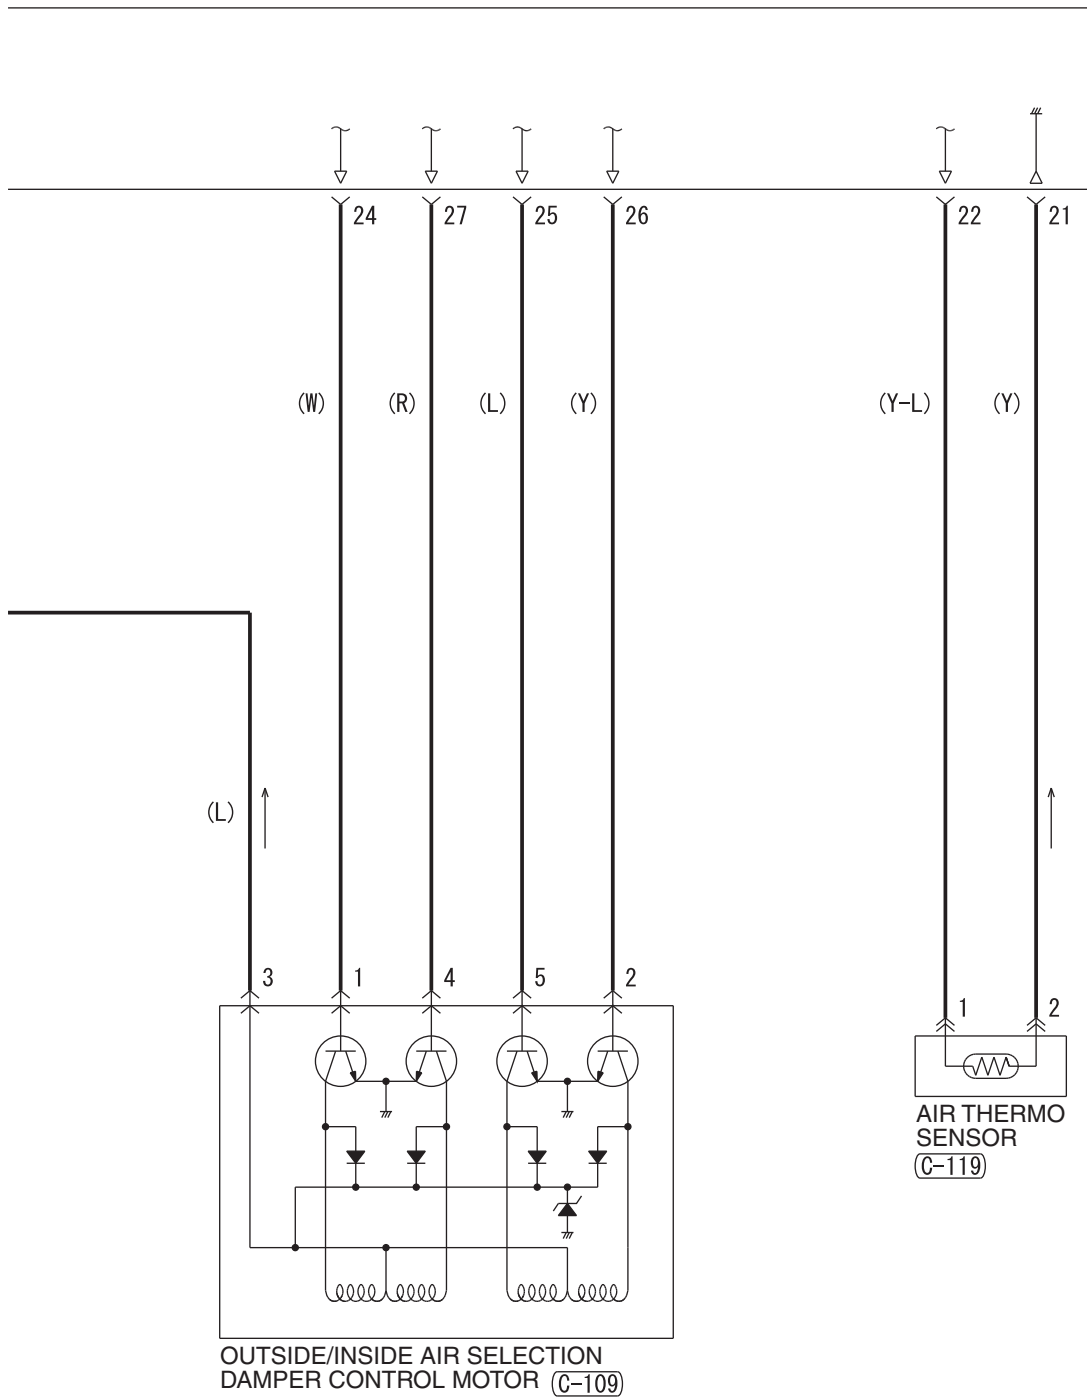 24 27 25 26 22 21
(W) (R) (L) (Y) (Y-L) (Y)
(L)
3 1 4 5 2 1 2
AIR THERMO
SENSOR
C-119
OUTSIDE/INSIDE AIR SELECTION
DAMPER CONTROL MOTOR C-109